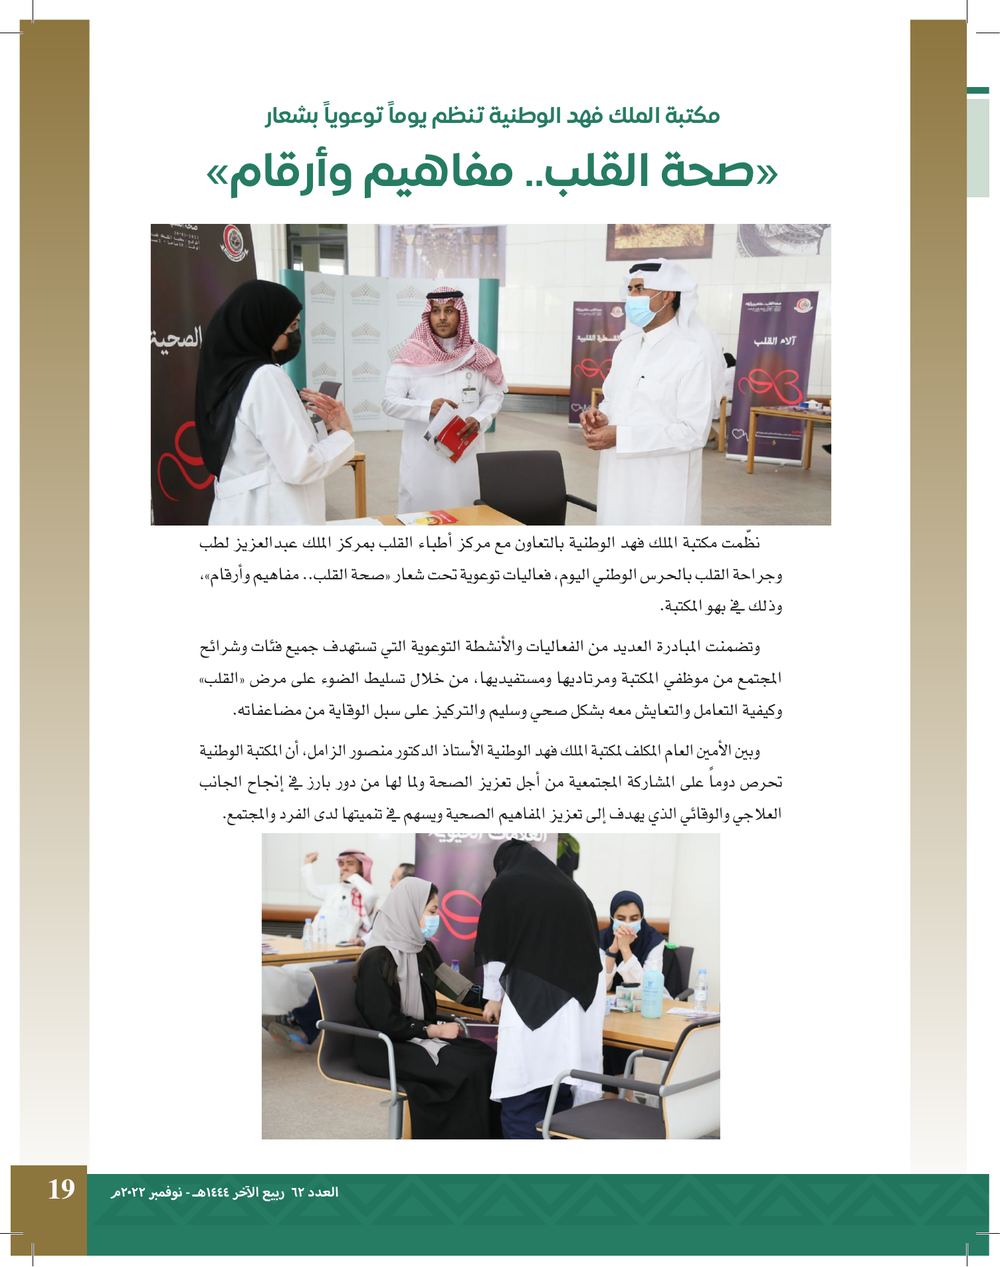 مكتبة الملك فهد الوطنية تنظم يوماً توعوياً بشعار
«صحة القلب.. مفاهيم وأرقام»
الصحية
القسطرة القلبية
آلاء القلب
نظّمت مكتبة الملك فهد الوطنية بالتعاون مع مركز أطباء القلب بمركز الملك عبدالعزيز لطب
وجراحة القلب بالحرس الوطني اليوم، فعاليات توعوية تحت شعار «صحة القلب.. مفاهيم وأرقام»،
وذلك في بهو المكتبة.
وتضمنت المبادرة العديد من الفعاليات والأنشطة التوعوية التي تستهدف جميع فئات وشرائح
المجتمع من موظفي المكتبة ومرتاديها ومستفيديها، من خلال تسليط الضوء على مرض «القلب»
وكيفية التعامل والتعايش معه بشكل صحي وسليم والتركيز على سبل الوقاية من مضاعفاته.
وبين الأمين العام المكلف لمكتبة الملك فهد الوطنية الأستاذ الدكتور منصور الزامل، أن المكتبة الوطنية
تحرص دوماً على المشاركة المجتمعية من أجل تعزيز الصحة ولما لها من دور بارز في إنجاح الجانب
العلاجي والوقائي الذي يهدف إلى تعزيز المفاهيم الصحية ويسهم في تنميتها لدى الفرد والمجتمع.
العلامات الحيوية
العدد ٦٢ ربيع الآخر ١٤٤٤هـ - نوفمبر ٢٠٢٢م
19